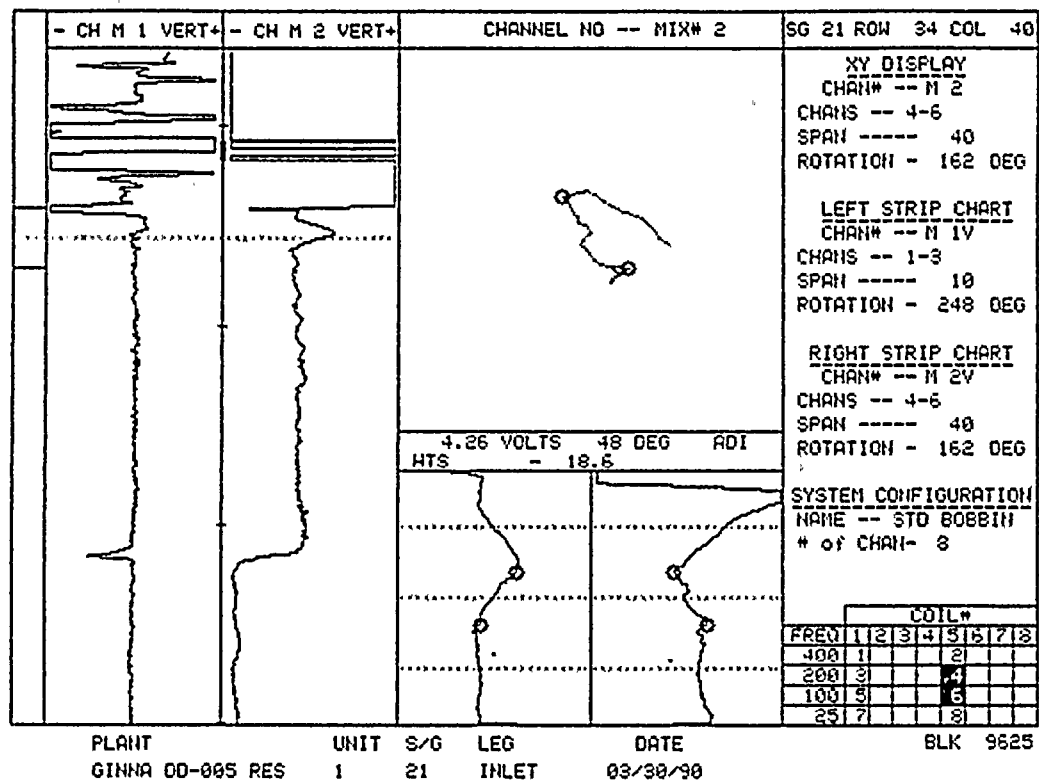 - CH M 1 VERT+
- CH M 2 VERT+
CHANNEL NO -- MIX# 2
SG 21 ROW 34 COL 40
XY DISPLAY
CHAN# -- M 2
CHANS -- 4-6
SPAN ----- 40
ROTATION - 162 DEG
LEFT STRIP CHART
CHAN# -- M 1V
CHANS -- 1-3
SPAN ----- 10
ROTATION - 248 DEG
RIGHT STRIP CHART
CHAN# -- M 2V
CHANS -- 4-6
SPAN ----- 40
ROTATION - 162 DEG
4.26 VOLTS 48 DEG ADI
HTS - 18.6
SYSTEM CONFIGURATION
NAME -- STD BOBBIN
# of CHAN- 8
COIL#
FREQ 1 2 3 4 5 6 7 8
400 1 2
200 3 4
100 5 6
25 7 8
PLANT UNIT S/G LEG DATE BLK 9625
GINNA OD-005 RES 1 21 INLET 03/30/90